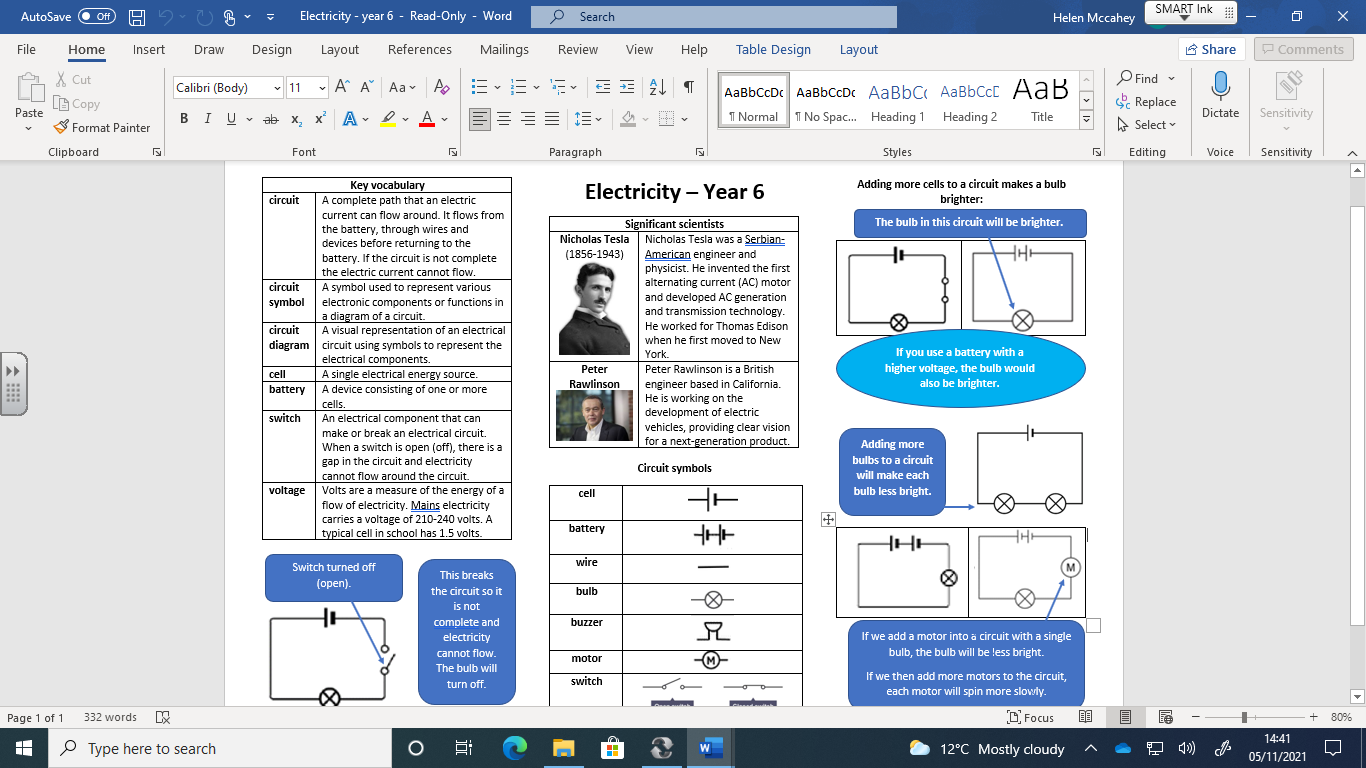 AutoSave Off
Electricity - year 6 - Read-Only - Word
Search
Helen Mccahey
SMART Ink
File Home Insert Draw Design Layout References Mailings Review View Help Table Design Layout
Share
Comments
Paste
Cut
Copy
Format Painter
Clipboard
Calibri (Body) 11
Font
Paragraph
AaBbCcDc
¶ Normal
AaBbCcDc
¶ No Spac...
AaBbCc
Heading 1
AaBbCcD
Heading 2
AaB
Title
Styles
Find
Replace
Select
Editing
Dictate
Voice
Sensitivity
Sensitivity
Key vocabulary
circuit
A complete path that an electric
current can flow around. It flows from
the battery, through wires and
devices before returning to the
battery. If the circuit is not complete
the electric current cannot flow.
circuit
symbol
A symbol used to represent various
electronic components or functions in
a diagram of a circuit.
circuit
diagram
A visual representation of an electrical
circuit using symbols to represent the
electrical components.
cell
A single electrical energy source.
battery
A device consisting of one or more
cells.
switch
An electrical component that can
make or break an electrical circuit.
When a switch is open (off), there is a
gap in the circuit and electricity
cannot flow around the circuit.
voltage
Volts are a measure of the energy of a
flow of electricity. Mains electricity
carries a voltage of 210-240 volts. A
typical cell in school has 1.5 volts.
Switch turned off
(open).
This breaks
the circuit so it
is not
complete and
electricity
cannot flow.
The bulb will
turn off.
Electricity – Year 6
Significant scientists
Nicholas Tesla
(1856-1943)
Nicholas Tesla was a Serbian-
American engineer and
physicist. He invented the first
alternating current (AC) motor
and developed AC generation
and transmission technology.
He worked for Thomas Edison
when he first moved to New
York.
Peter
Rawlinson
Peter Rawlinson is a British
engineer based in California.
He is working on the
development of electric
vehicles, providing clear vision
for a next-generation product.
Circuit symbols
cell
battery
wire
bulb
buzzer
motor
M
switch
Adding more cells to a circuit makes a bulb
brighter:
The bulb in this circuit will be brighter.
If you use a battery with a
higher voltage, the bulb would
also be brighter.
Adding more
bulbs to a circuit
will make each
bulb less bright.
M
If we add a motor into a circuit with a single
bulb, the bulb will be less bright.
If we then add more motors to the circuit,
each motor will spin more slowly.
Page 1 of 1 332 words
Focus
80%
Type here to search
12°C Mostly cloudy
14:41
05/11/2021